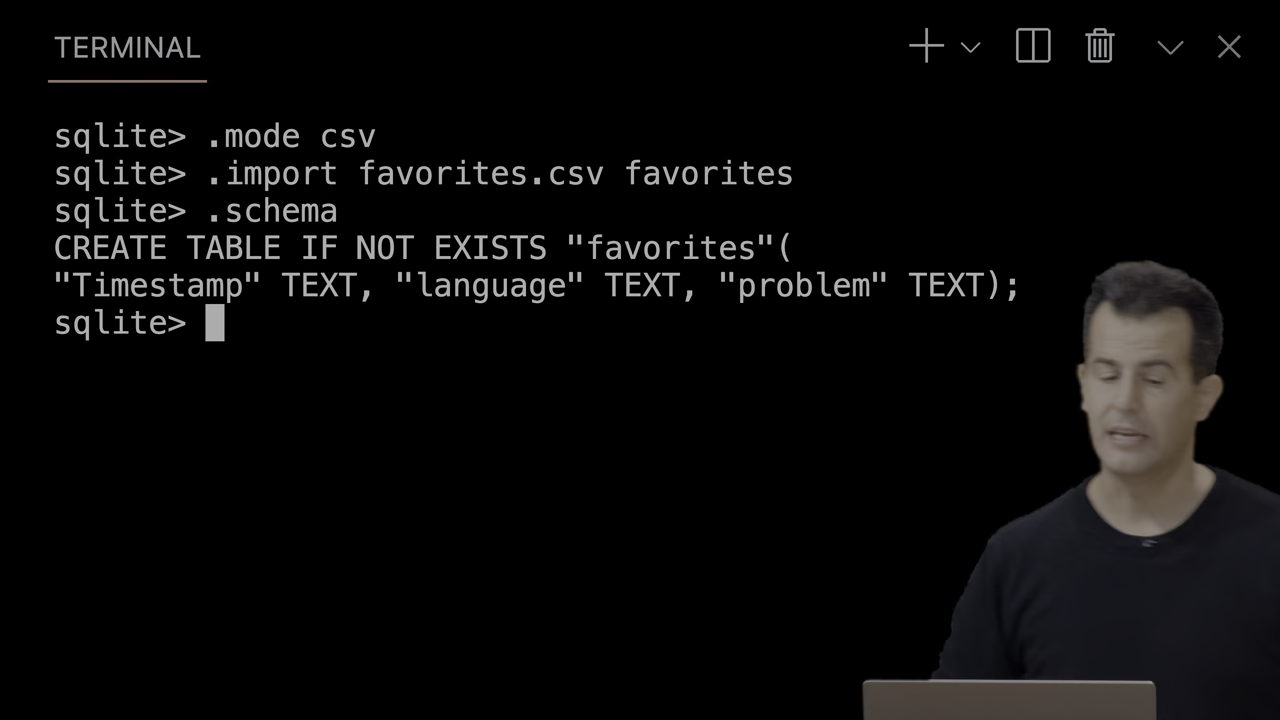 TERMINAL
sqlite> .mode csv
sqlite> .import favorites.csv favorites
sqlite> .schema
CREATE TABLE IF NOT EXISTS "favorites"(
"Timestamp" TEXT, "language" TEXT, "problem" TEXT);
sqlite>